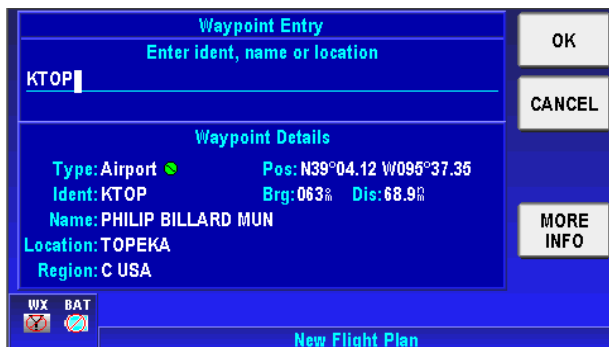 Waypoint Entry
Enter ident, name or location
KTOP
OK
CANCEL
Waypoint Details
Type: Airport Pos: N39°04.12 W095°37.35
Ident: KTOP Brg: 063° Dis: 68.9
Name: PHILIP BILLARD MUN
Location: TOPEKA
Region: C USA
MORE
INFO
WX BAT
New Flight Plan